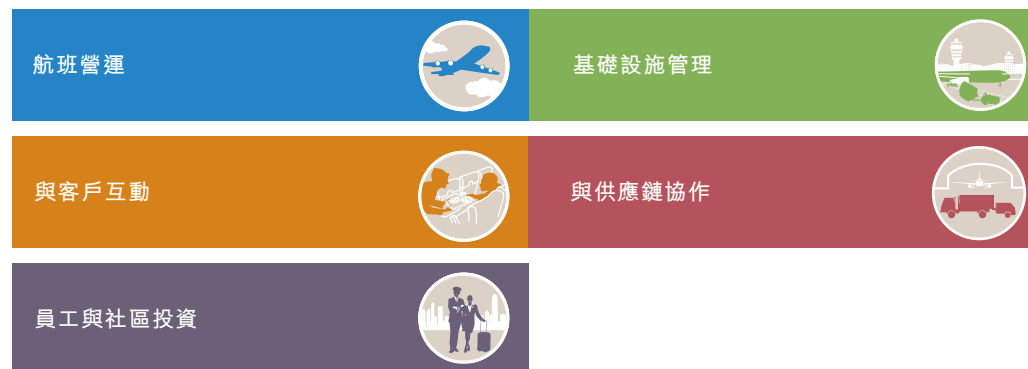 航班營運
基礎設施管理
與客戶互動
與供應鏈協作
員工與社區投資